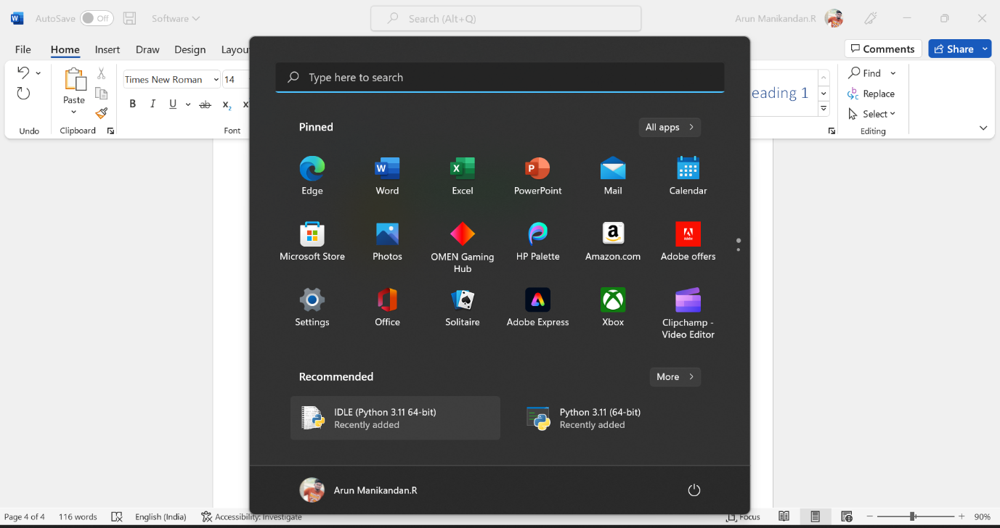 AutoSave Off Software Search (Alt+Q) Arun Manikandan.R
File Home Insert Draw Design Layou Comments Share
Times New Roman 14 eading 1 Find
Paste Replace
B I U ab x2 x Select
Undo Clipboard Font Editing
Type here to search
Pinned All apps
Edge Word Excel PowerPoint Mail Calendar
Microsoft Store Photos OMEN Gaming Hub HP Palette Amazon.com Adobe offers
Settings Office Solitaire Adobe Express Xbox Clipchamp - Video Editor
Recommended More
IDLE (Python 3.11 64-bit) Python 3.11 (64-bit)
Recently added Recently added
Arun Manikandan.R
Page 4 of 4 116 words English (India) Accessibility: Investigate Focus 90%